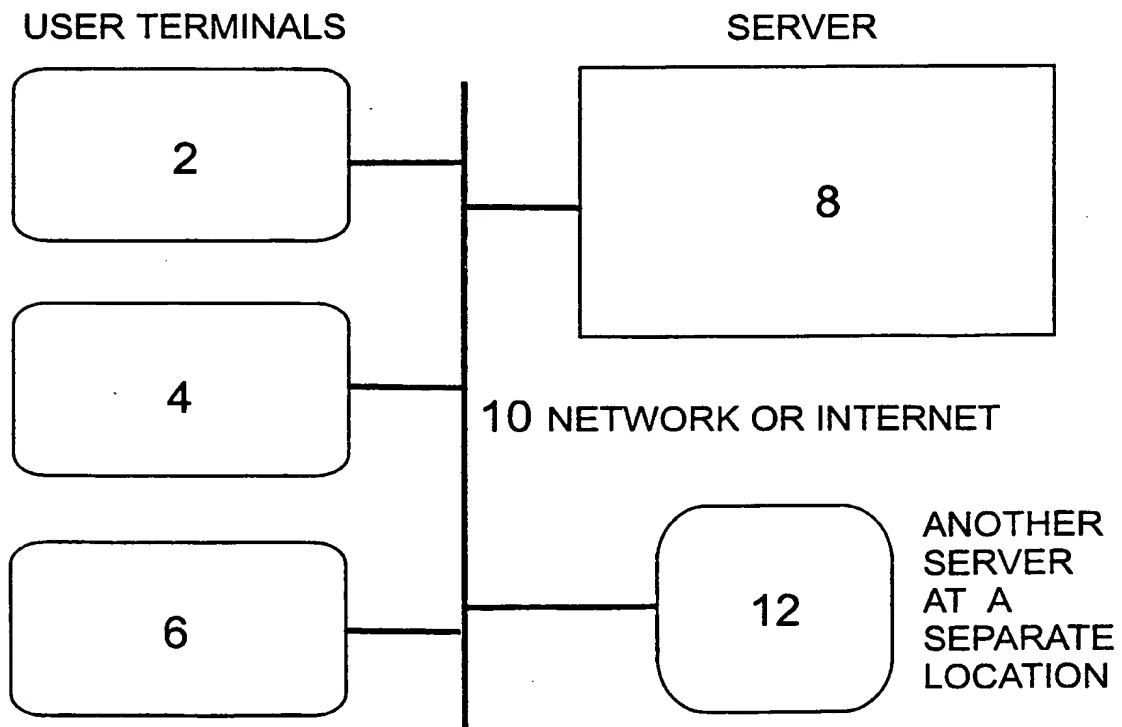 USER TERMINALS
SERVER
2
8
4
10 NETWORK OR INTERNET
6
12
ANOTHER
SERVER
AT A
SEPARATE
LOCATION